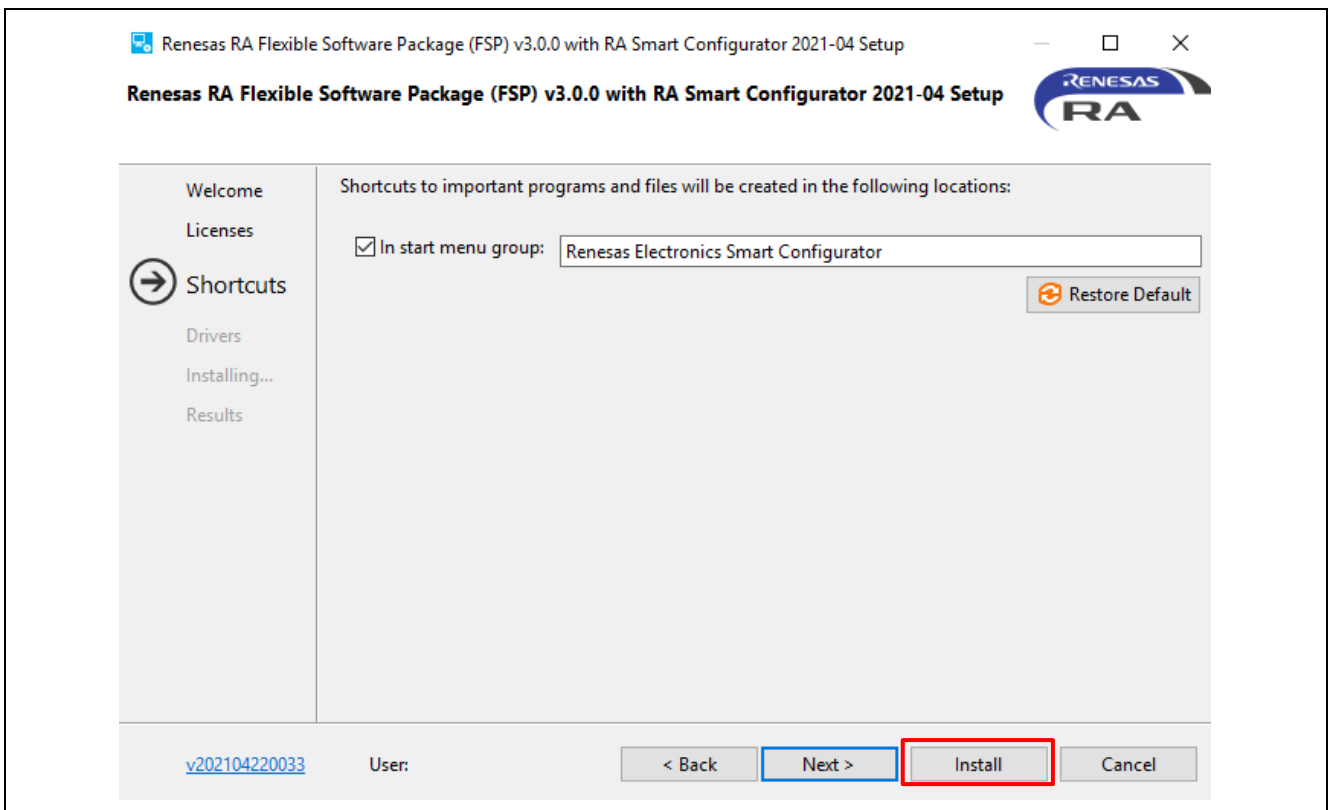 Renesas RA Flexible Software Package (FSP) v3.0.0 with RA Smart Configurator 2021-04 Setup
Renesas RA Flexible Software Package (FSP) v3.0.0 with RA Smart Configurator 2021-04 Setup
RENESAS
RA
Welcome
Licenses
Shortcuts
Drivers
Installing...
Results
Shortcuts to important programs and files will be created in the following locations:
In start menu group: Renesas Electronics Smart Configurator
Restore Default
v202104220033 User: < Back Next > Install Cancel